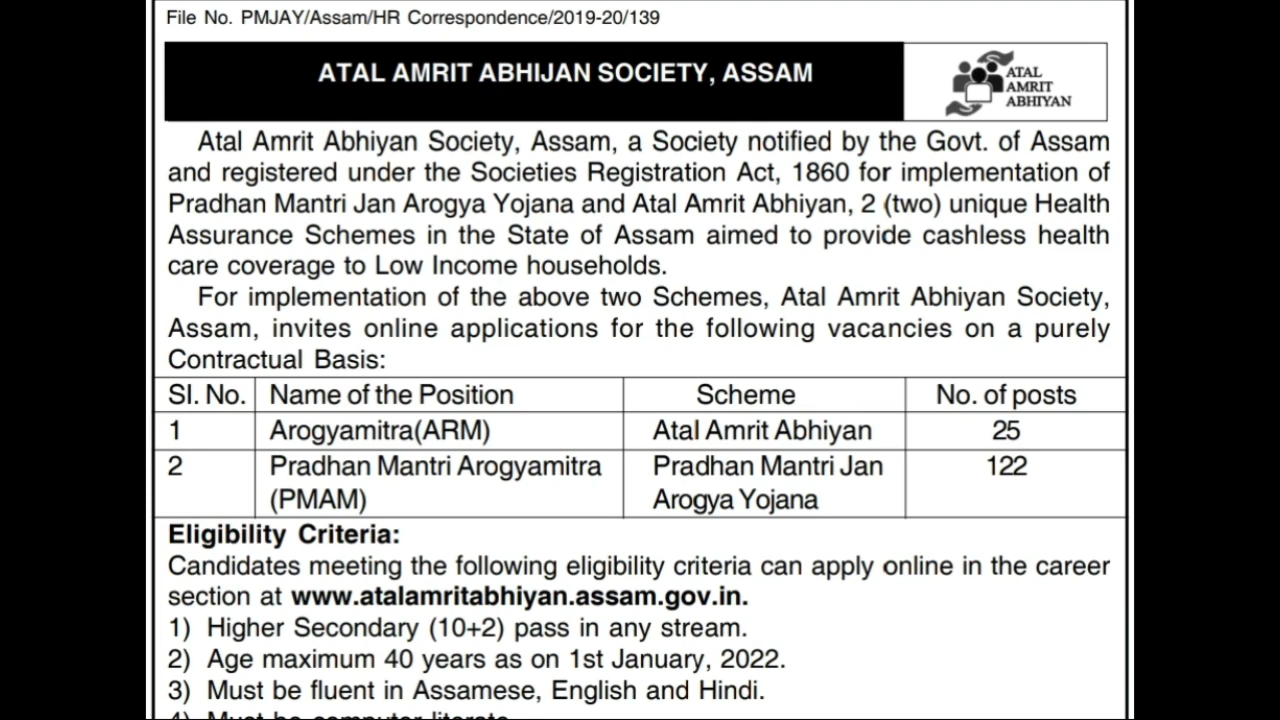 File No. PMJAY/Assam/HR Correspondence/2019-20/139
ATAL AMRIT ABHIJAN SOCIETY, ASSAM
ATAL
AMRIT
ABHIYAN
Atal Amrit Abhiyan Society, Assam, a Society notified by the Govt. of Assam
and registered under the Societies Registration Act, 1860 for implementation of
Pradhan Mantri Jan Arogya Yojana and Atal Amrit Abhiyan, 2 (two) unique Health
Assurance Schemes in the State of Assam aimed to provide cashless health
care coverage to Low Income households.
For implementation of the above two Schemes, Atal Amrit Abhiyan Society,
Assam, invites online applications for the following vacancies on a purely
Contractual Basis:
Sl. No. Name of the Position Scheme No. of posts
1 Arogyamitra(ARM) Atal Amrit Abhiyan 25
2 Pradhan Mantri Arogyamitra Pradhan Mantri Jan 122
(PMAM) Arogya Yojana
Eligibility Criteria:
Candidates meeting the following eligibility criteria can apply online in the career
section at www.atalamritabhiyan.assam.gov.in.
1) Higher Secondary (10+2) pass in any stream.
2) Age maximum 40 years as on 1st January, 2022.
3) Must be fluent in Assamese, English and Hindi.
4) Must be computer literate